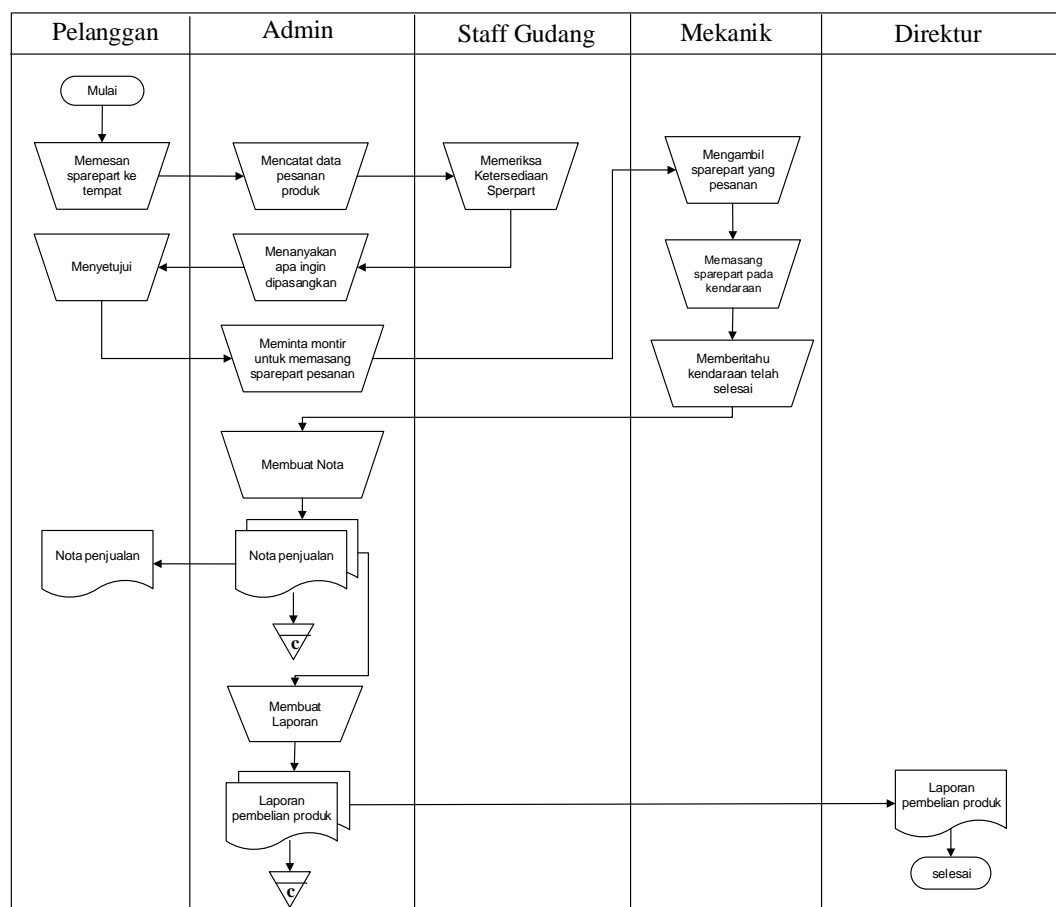 Pelanggan
Admin
Staff Gudang
Mekanik
Direktur
Mulai
Memesan
sparepart ke
tempat
Mencatat data
pesanan
produk
Memeriksa
Ketersediaan
Sperpart
Mengambil
sparepart yang
pesanan
Menyetujui
Menanyakan
apa ingin
dipasangkan
Memasang
sparepart pada
kendaraan
Meminta montir
untuk memasang
sparepart pesanan
Memberitahu
kendaraan telah
selesai
Membuat Nota
Nota penjualan
Nota penjualan
c
Membuat
Laporan
Laporan
pembelian produk
Laporan
pembelian produk
c
selesai